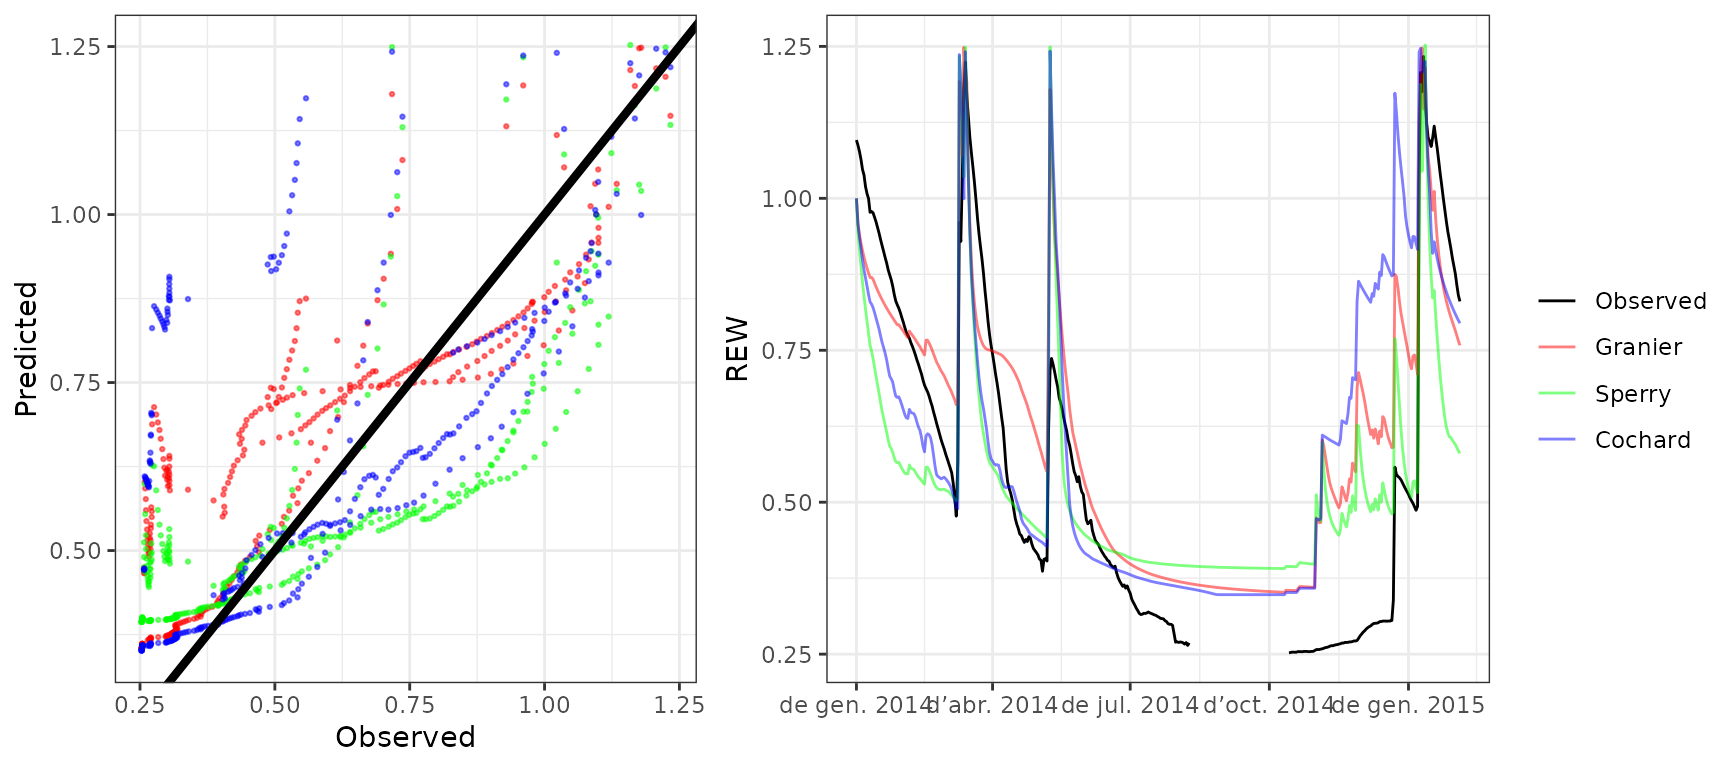 1.25
1.00
0.75
0.50
Predicted
0.25 0.50 0.75 1.00 1.25
Observed
1.25
1.00
0.75
0.50
0.25
REW
de gen. 2014 d’abr. 2014 de jul. 2014 d’oct. 2014 de gen. 2015
Observed
Granier
Sperry
Cochard